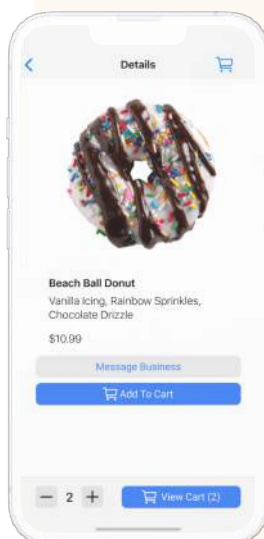 Details
Beach Ball Donut
Vanilla Icing, Rainbow Sprinkles,
Chocolate Drizzle
$10.99
Message Business
Add To Cart
2
View Cart (2)